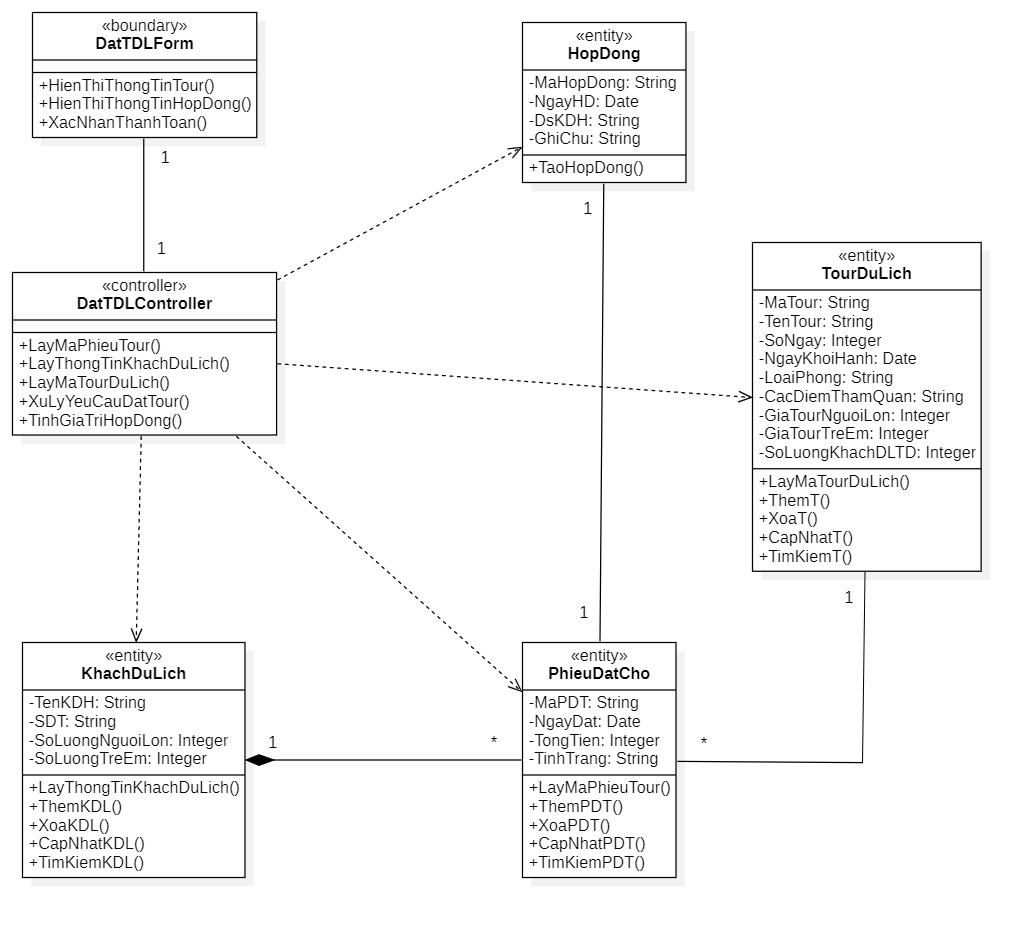 «boundary»
DatTDLForm
+HienThiThongTinTour()
+HienThiThongTinHopDong()
+XacNhanThanhToan()
1
1
«controller»
DatTDLController
+LayMaPhieuTour()
+LayThongTinKhachDuLich()
+LayMaTourDuLich()
+XuLyYeuCauDatTour()
+TinhGiaTriHopDong()
«entity»
HopDong
-MaHopDong: String
-NgayHD: Date
-DsKDH: String
-GhiChu: String
+TaoHopDong()
1
1
«entity»
TourDuLich
-MaTour: String
-TenTour: String
-SoNgay: Integer
-NgayKhoiHanh: Date
-LoaiPhong: String
-CacDiemThamQuan: String
-GiaTourNguoiLon: Integer
-GiaTourTreEm: Integer
-SoLuongKhachDLTD: Integer
+LayMaTourDuLich()
+ThemT()
+XoaT()
+CapNhatT()
+TimKiemT()
1
*
«entity»
KhachDuLich
-TenKDH: String
-SDT: String
-SoLuongNguoiLon: Integer
-SoLuongTreEm: Integer
+LayThongTinKhachDuLich()
+ThemKDL()
+XoaKDL()
+CapNhatKDL()
+TimKiemKDL()
1
*
«entity»
PhieuDatCho
-MaPDT: String
-NgayDat: Date
-TongTien: Integer
-TinhTrang: String
+LayMaPhieuTour()
+ThemPDT()
+XoaPDT()
+CapNhatPDT()
+TimKiemPDT()